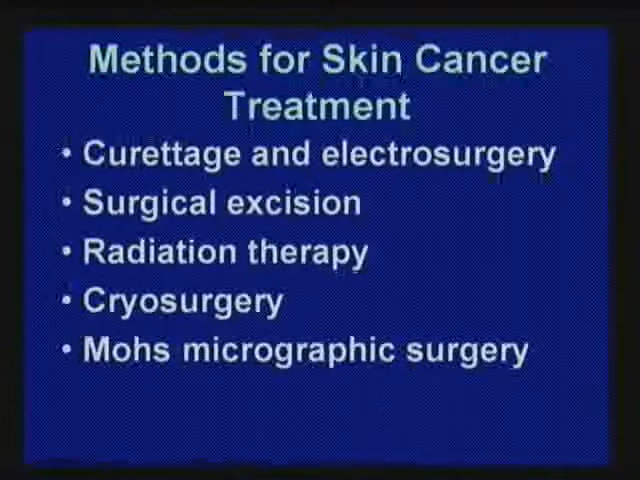 Methods for Skin Cancer
Treatment
• Curettage and electrosurgery
• Surgical excision
• Radiation therapy
• Cryosurgery
• Mohs micrographic surgery